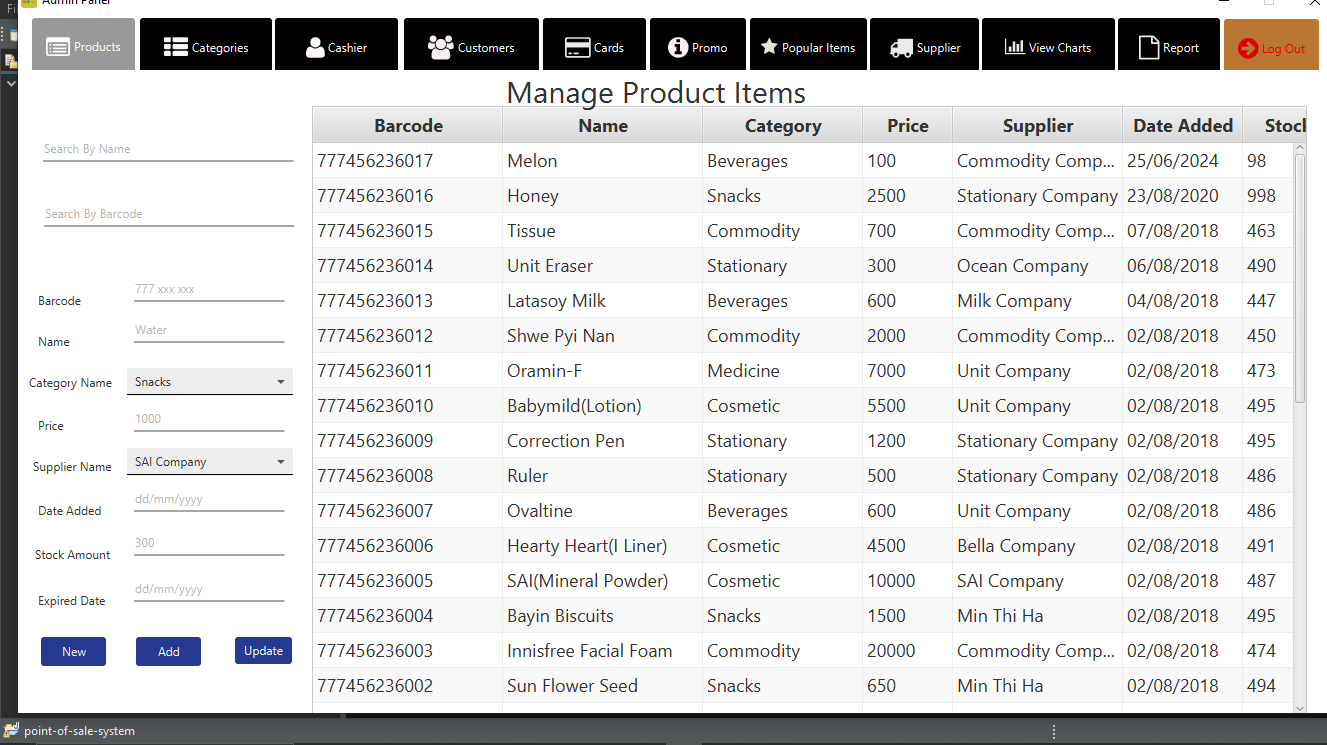 Admin Panel
Products Categories Cashier Customers Cards Promo Popular Items Supplier View Charts Report Log Out
Manage Product Items
Search By Name
Search By Barcode
Barcode 777 xxx xxx
Name Water
Category Name Snacks
Price 1000
Supplier Name SAI Company
Date Added dd/mm/yyyy
Stock Amount 300
Expired Date dd/mm/yyyy
New Add Update
Barcode Name Category Price Supplier Date Added Stock
777456236017 Melon Beverages 100 Commodity Comp... 25/06/2024 98
777456236016 Honey Snacks 2500 Stationary Company 23/08/2020 998
777456236015 Tissue Commodity 700 Commodity Comp... 07/08/2018 463
777456236014 Unit Eraser Stationary 300 Ocean Company 06/08/2018 490
777456236013 Latasoy Milk Beverages 600 Milk Company 04/08/2018 447
777456236012 Shwe Pyi Nan Commodity 2000 Commodity Comp... 02/08/2018 450
777456236011 Oramin-F Medicine 7000 Unit Company 02/08/2018 473
777456236010 Babymild(Lotion) Cosmetic 5500 Unit Company 02/08/2018 495
777456236009 Correction Pen Stationary 1200 Stationary Company 02/08/2018 495
777456236008 Ruler Stationary 500 Stationary Company 02/08/2018 486
777456236007 Ovaltine Beverages 600 Unit Company 02/08/2018 486
777456236006 Hearty Heart(I Liner) Cosmetic 4500 Bella Company 02/08/2018 491
777456236005 SAI(Mineral Powder) Cosmetic 10000 SAI Company 02/08/2018 487
777456236004 Bayin Biscuits Snacks 1500 Min Thi Ha 02/08/2018 495
777456236003 Innisfree Facial Foam Commodity 20000 Commodity Comp... 02/08/2018 474
777456236002 Sun Flower Seed Snacks 650 Min Thi Ha 02/08/2018 494
point-of-sale-system